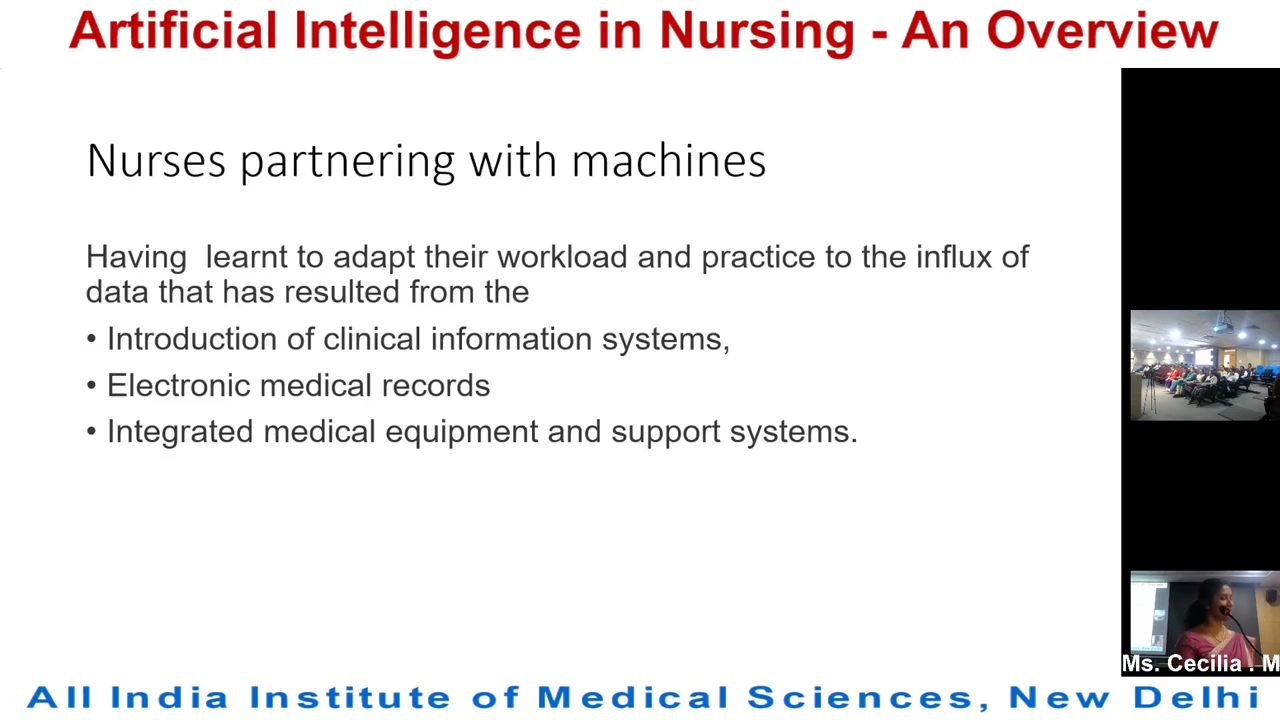 Artificial Intelligence in Nursing - An Overview
Nurses partnering with machines
Having learnt to adapt their workload and practice to the influx of
data that has resulted from the
• Introduction of clinical information systems,
• Electronic medical records
• Integrated medical equipment and support systems.
Ms. Cecilia . M
All India Institute of Medical Sciences, New Delhi